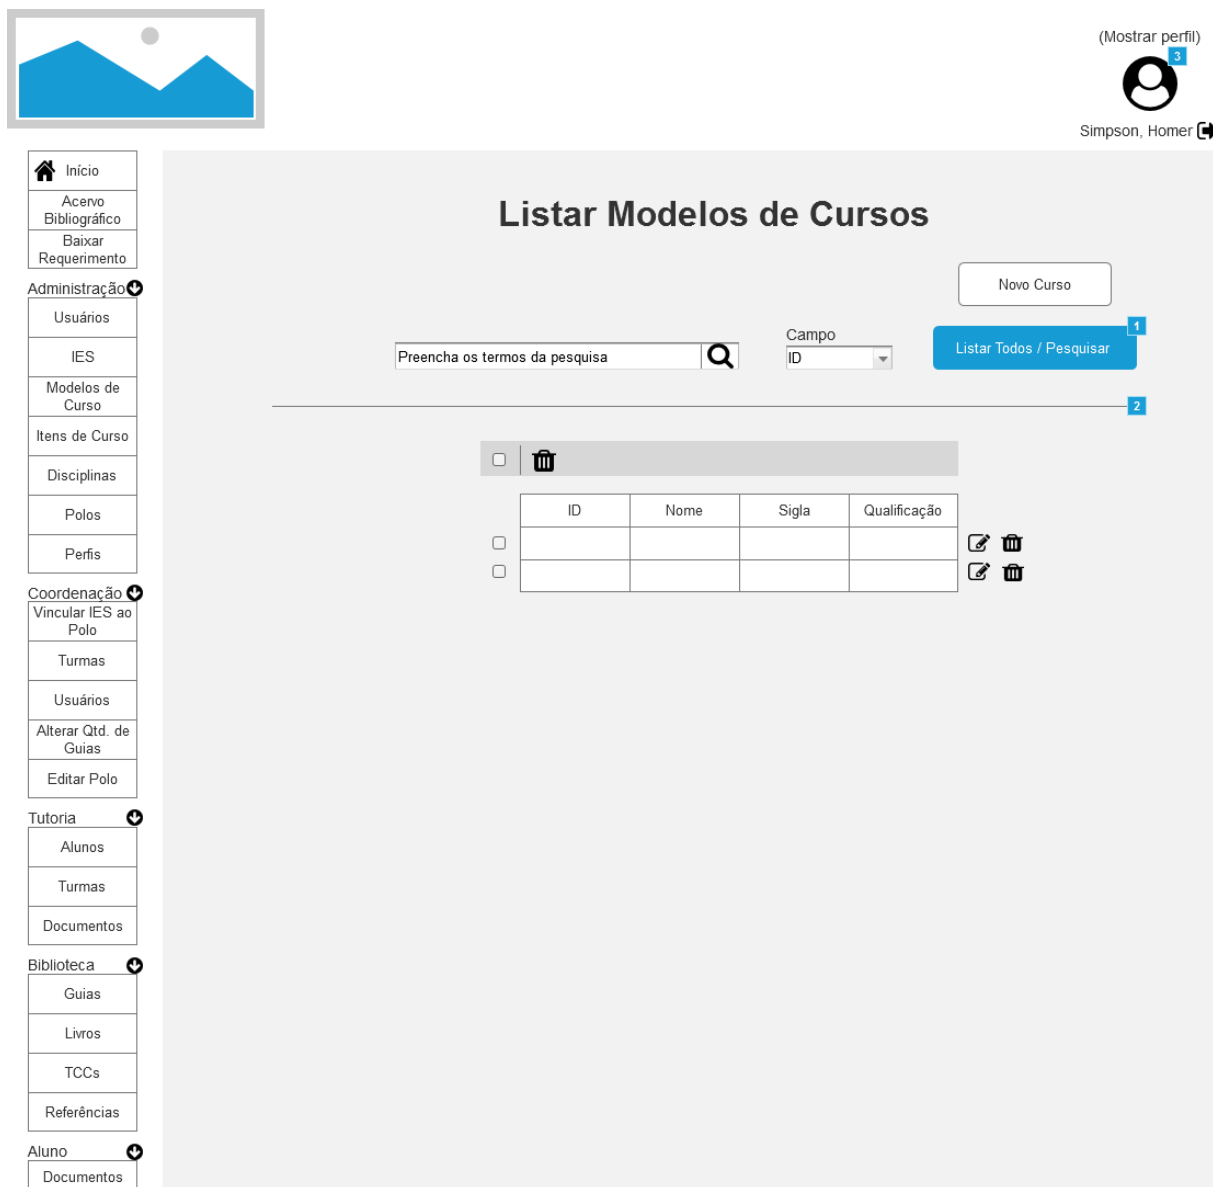 (Mostrar perfil)
3
Simpson, Homer
Início
Acervo
Bibliográfico
Baixar
Requerimento
Administração
Usuários
IES
Modelos de
Curso
Itens de Curso
Disciplinas
Polos
Perfis
Coordenação
Vincular IES ao
Polo
Turmas
Usuários
Alterar Qtd. de
Guias
Editar Polo
Tutoria
Alunos
Turmas
Documentos
Biblioteca
Guias
Livros
TCCs
Referências
Aluno
Documentos
Listar Modelos de Cursos
Novo Curso
Preencha os termos da pesquisa
Campo
ID
Listar Todos / Pesquisar
1
2
ID Nome Sigla Qualificação